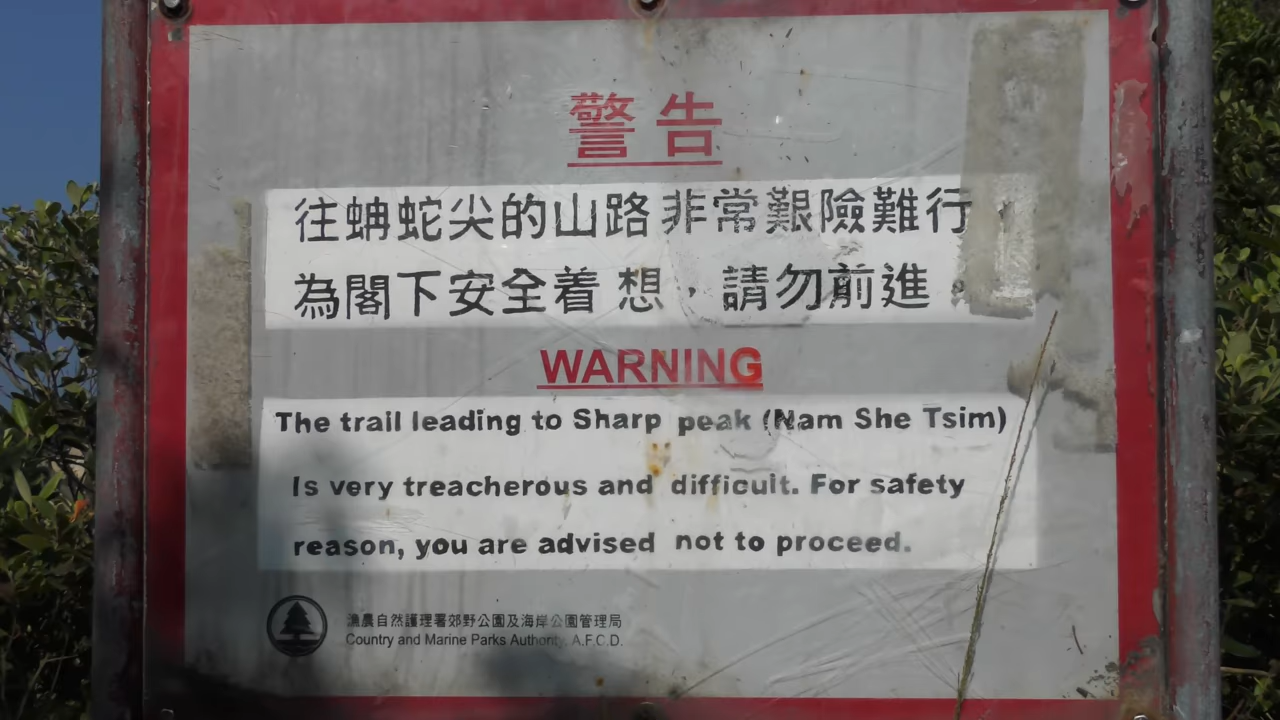 警告
往蚺蛇尖的山路非常艱險難行
為閣下安全着想，請勿前進。
WARNING
The trail leading to Sharp peak (Nam She Tsim)
Is very treacherous and difficult. For safety
reason, you are advised not to proceed.
漁農自然護理署郊野公園及海岸公園管理局
Country and Marine Parks Authority, A.F.C.D.